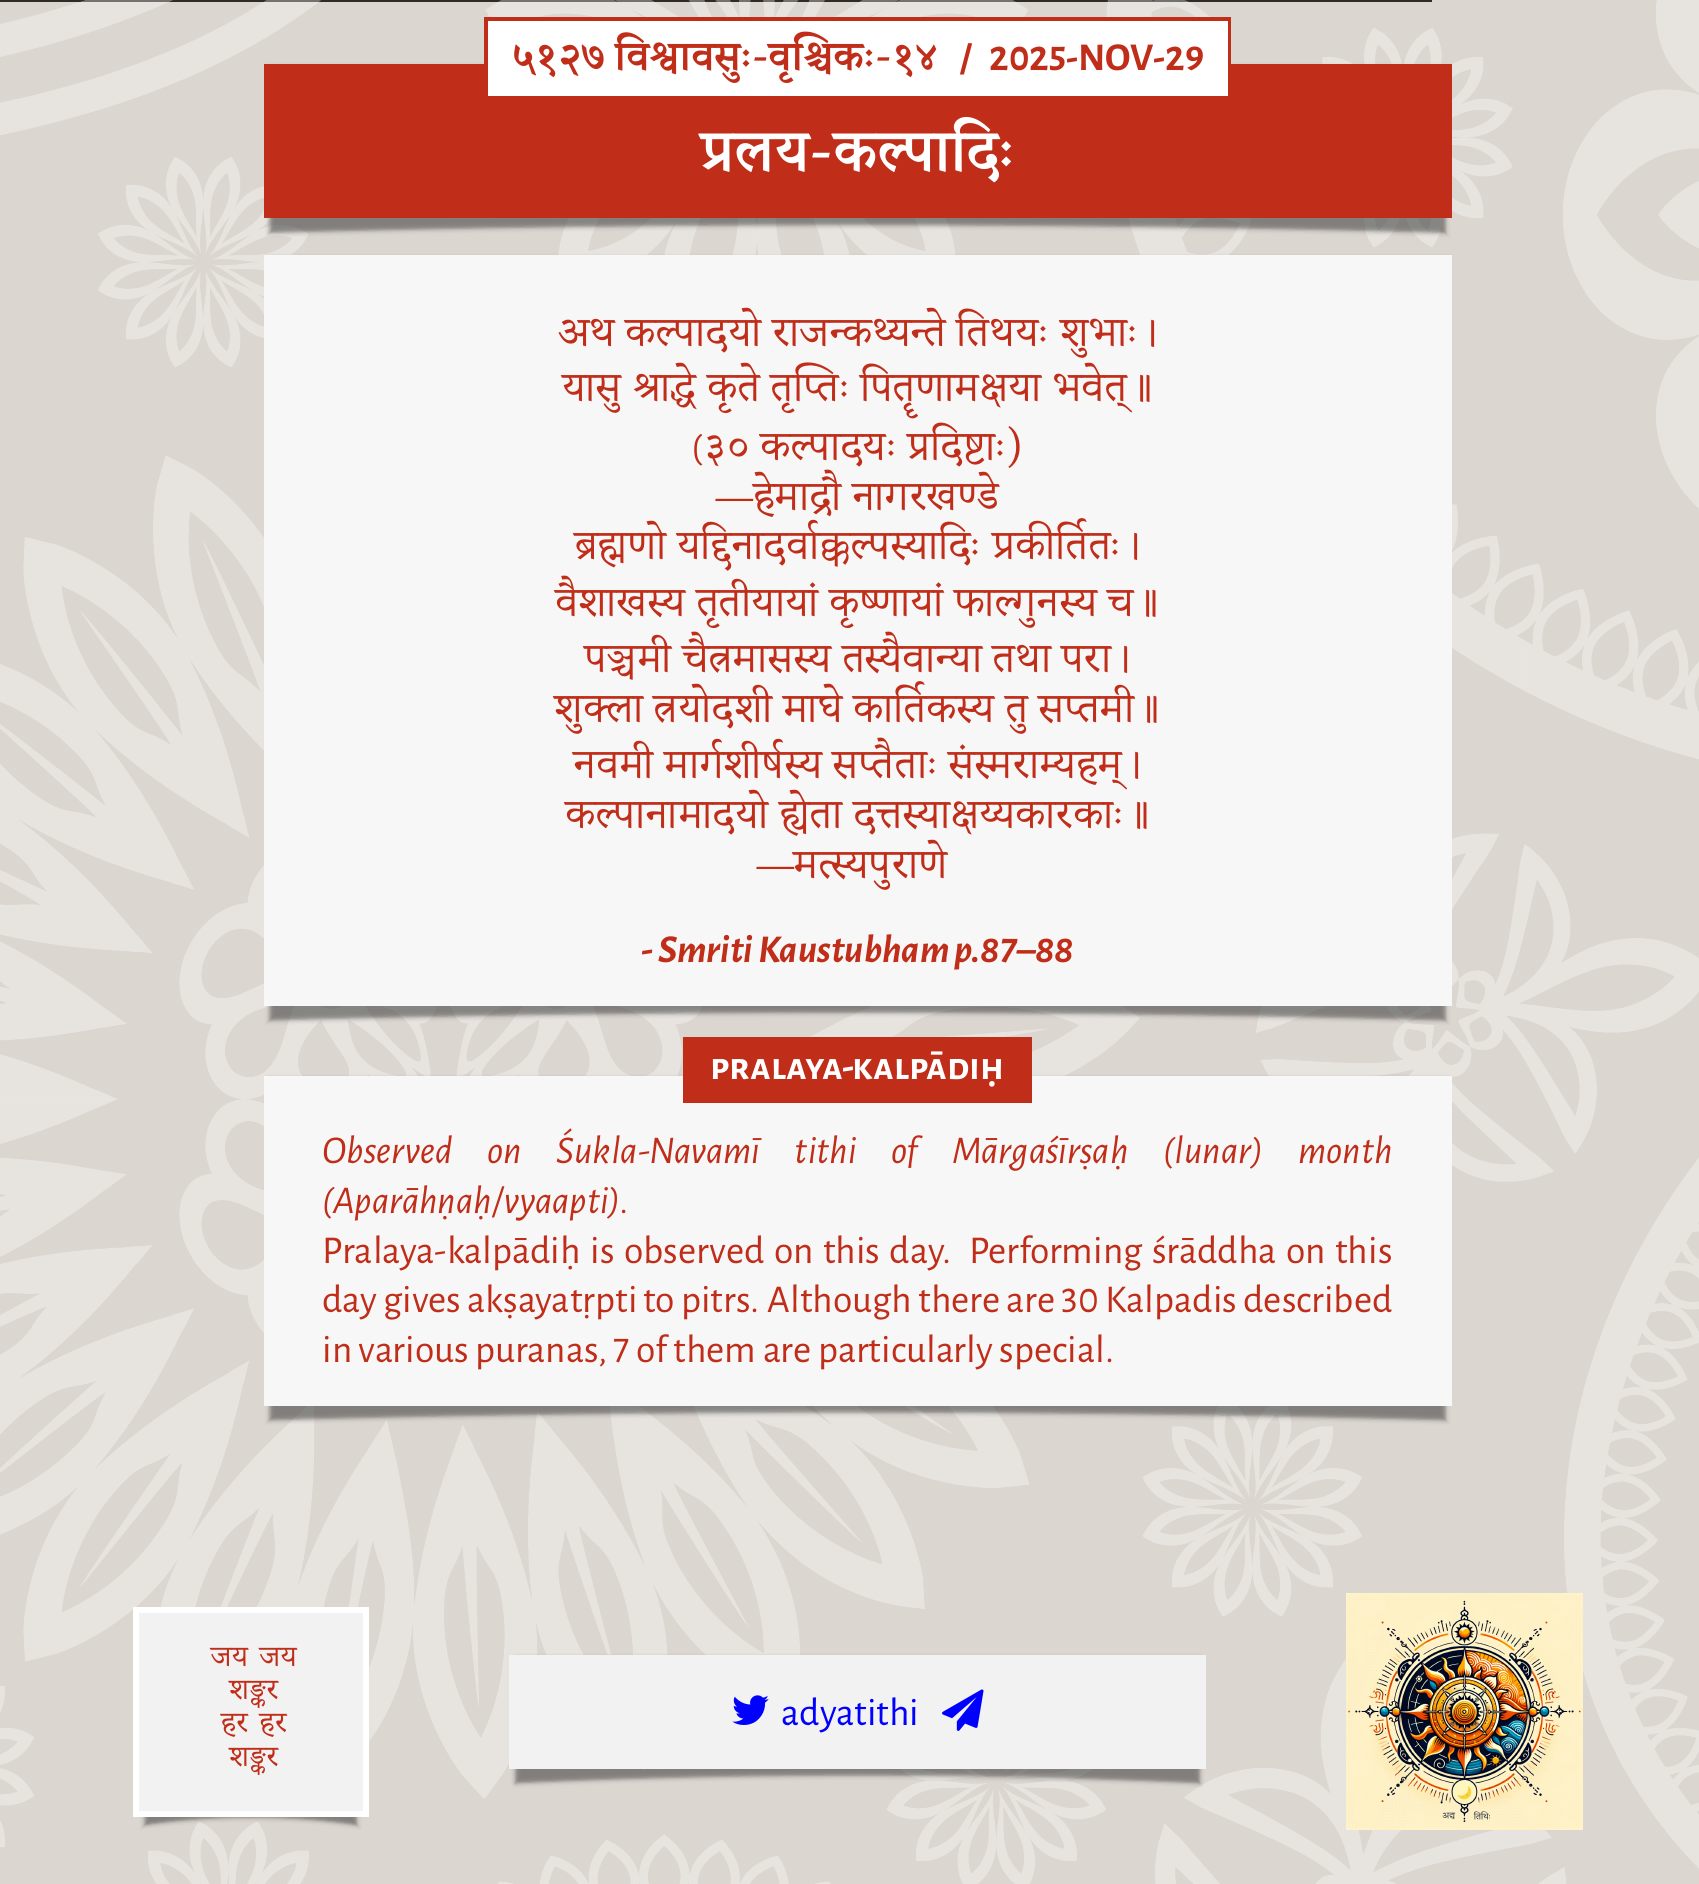 ५१२७ विश्वावसुः-वृश्चिकः-१४ / 2025-NOV-29
प्रलय-कल्पादिः
अथ कल्पादयो राजन्कथ्यन्ते तिथयः शुभाः।
यासु श्राद्धे कृते तृप्तिः पितॄणामक्षया भवेत्॥
(३० कल्पादयः प्रदिष्टाः)
—हेमाद्रौ नागरखण्डे
ब्रह्मणो यद्दिनादर्वाक्कल्पस्यादिः प्रकीर्तितः।
वैशाखस्य तृतीयायां कृष्णायां फाल्गुनस्य च॥
पञ्चमी चैत्रमासस्य तस्यैवान्या तथा परा।
शुक्ला त्रयोदशी माघे कार्तिकस्य तु सप्तमी॥
नवमी मार्गशीर्षस्य सप्तैताः संस्मराम्यहम्।
कल्पानामादयो ह्येता दत्तस्याक्षय्यकारकाः॥
—मत्स्यपुराणे
- Smriti Kaustubham p.87–88
PRALAYA-KALPĀDIḤ
Observed on Śukla-Navamī tithi of Mārgaśīrṣaḥ (lunar) month
(Aparāhṇaḥ/vyaapti).
Pralaya-kalpādiḥ is observed on this day. Performing śrāddha on this
day gives akṣayatṛpti to pitrs. Although there are 30 Kalpadis described
in various puranas, 7 of them are particularly special.
जय जय
शङ्कर
हर हर
शङ्कर
adyatithi
अद्य तिथिः